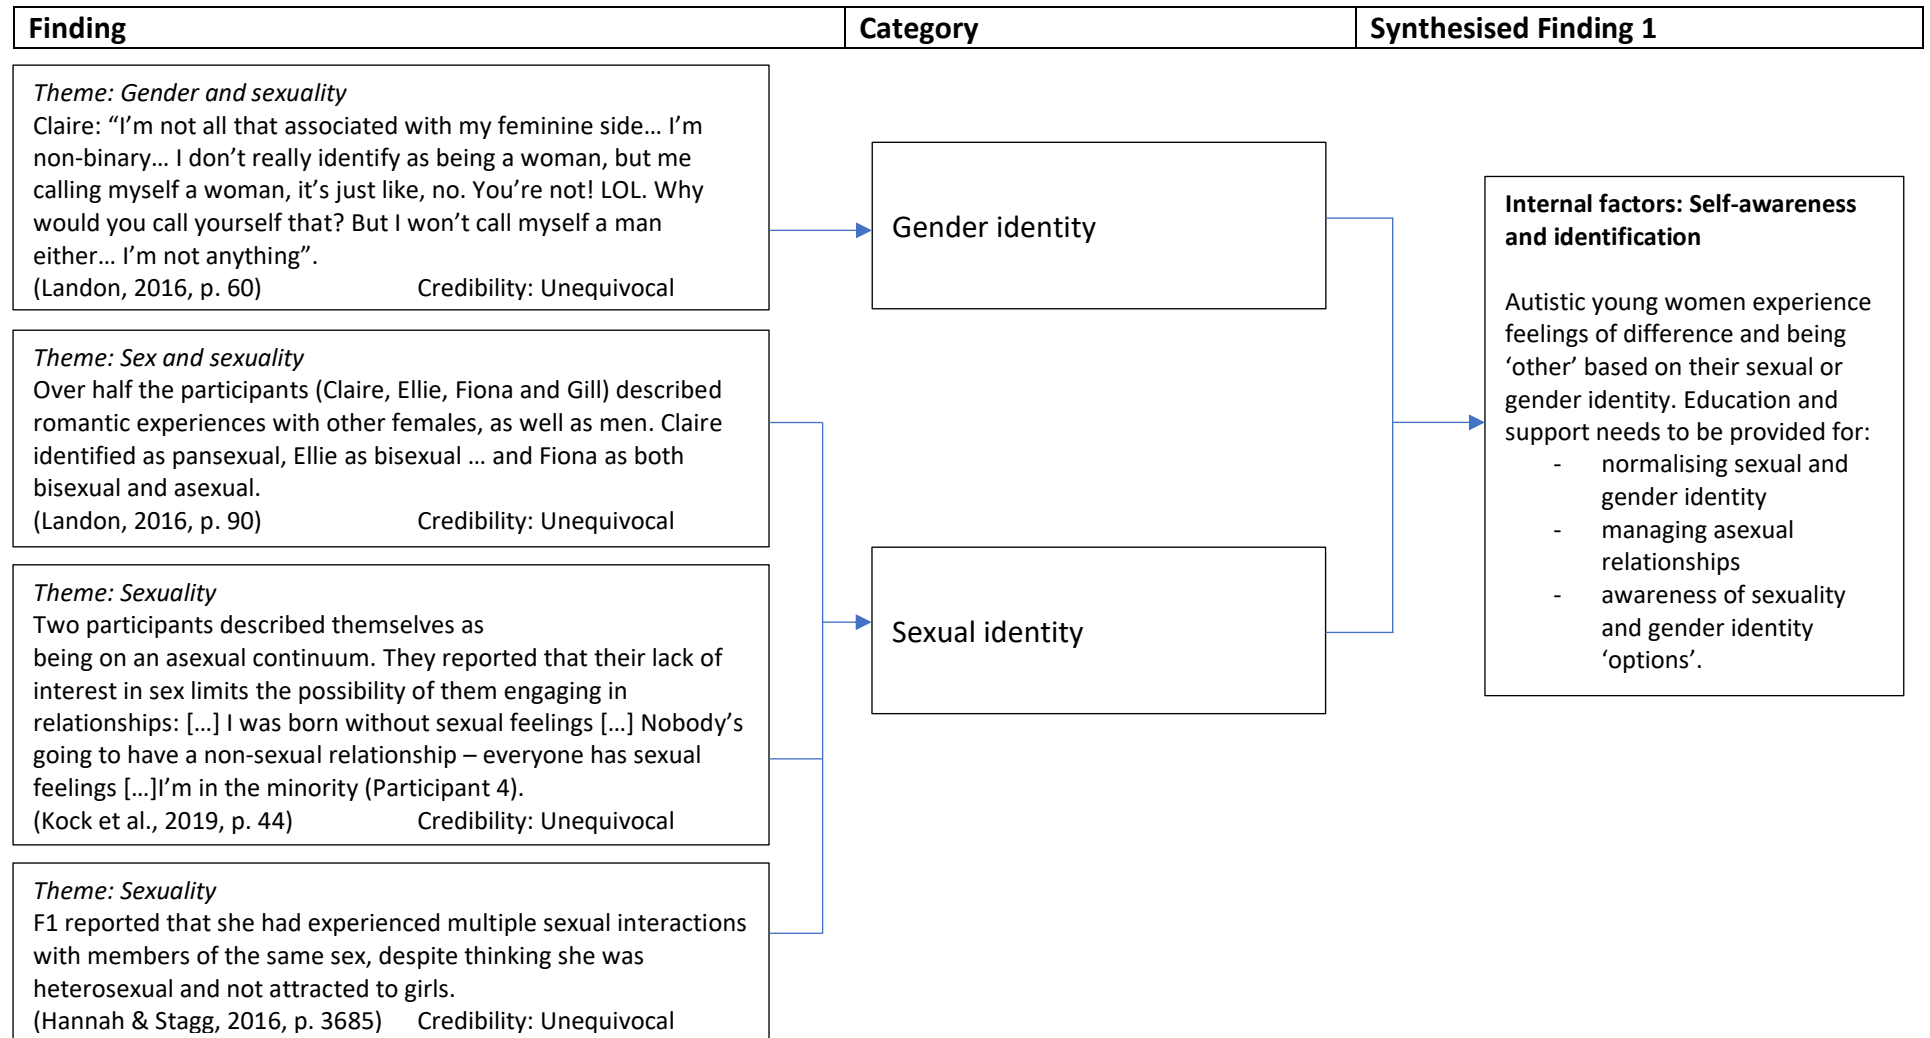 Finding
Category
Synthesised Finding 1
Theme: Gender and sexuality
Claire: “I’m not all that associated with my feminine side… I’m
non-binary… I don’t really identify as being a woman, but me
calling myself a woman, it’s just like, no. You’re not! LOL. Why
would you call yourself that? But I won’t call myself a man
either… I’m not anything”.
(Landon, 2016, p. 60) Credibility: Unequivocal
Theme: Sex and sexuality
Over half the participants (Claire, Ellie, Fiona and Gill) described
romantic experiences with other females, as well as men. Claire
identified as pansexual, Ellie as bisexual … and Fiona as both
bisexual and asexual.
(Landon, 2016, p. 90) Credibility: Unequivocal
Theme: Sexuality
Two participants described themselves as
being on an asexual continuum. They reported that their lack of
interest in sex limits the possibility of them engaging in
relationships: […] I was born without sexual feelings […] Nobody’s
going to have a non-sexual relationship – everyone has sexual
feelings […]I’m in the minority (Participant 4).
(Kock et al., 2019, p. 44) Credibility: Unequivocal
Theme: Sexuality
F1 reported that she had experienced multiple sexual interactions
with members of the same sex, despite thinking she was
heterosexual and not attracted to girls.
(Hannah & Stagg, 2016, p. 3685) Credibility: Unequivocal
Gender identity
Sexual identity
Internal factors: Self-awareness
and identification
Autistic young women experience
feelings of difference and being
‘other’ based on their sexual or
gender identity. Education and
support needs to be provided for:
- normalising sexual and
gender identity
- managing asexual
relationships
- awareness of sexuality
and gender identity
‘options’.